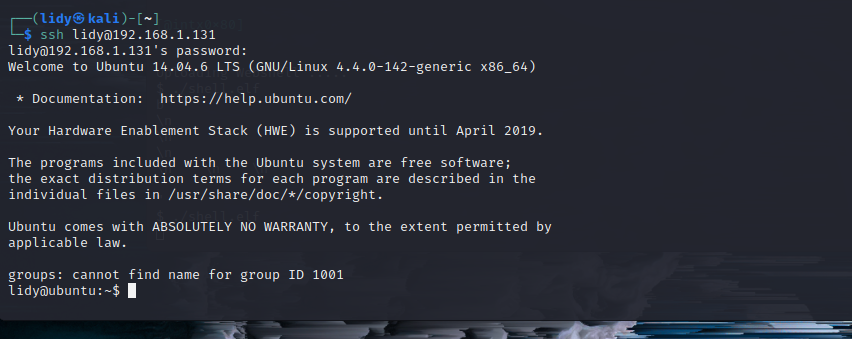 ┌──(lidy㉿kali)-[~]
└─$ ssh lidy@192.168.1.131
lidy@192.168.1.131's password:
Welcome to Ubuntu 14.04.6 LTS (GNU/Linux 4.4.0-142-generic x86_64)
* Documentation:  https://help.ubuntu.com/
Your Hardware Enablement Stack (HWE) is supported until April 2019.
The programs included with the Ubuntu system are free software;
the exact distribution terms for each program are described in the
individual files in /usr/share/doc/*/copyright.
Ubuntu comes with ABSOLUTELY NO WARRANTY, to the extent permitted by
applicable law.
groups: cannot find name for group ID 1001
lidy@ubuntu:~$